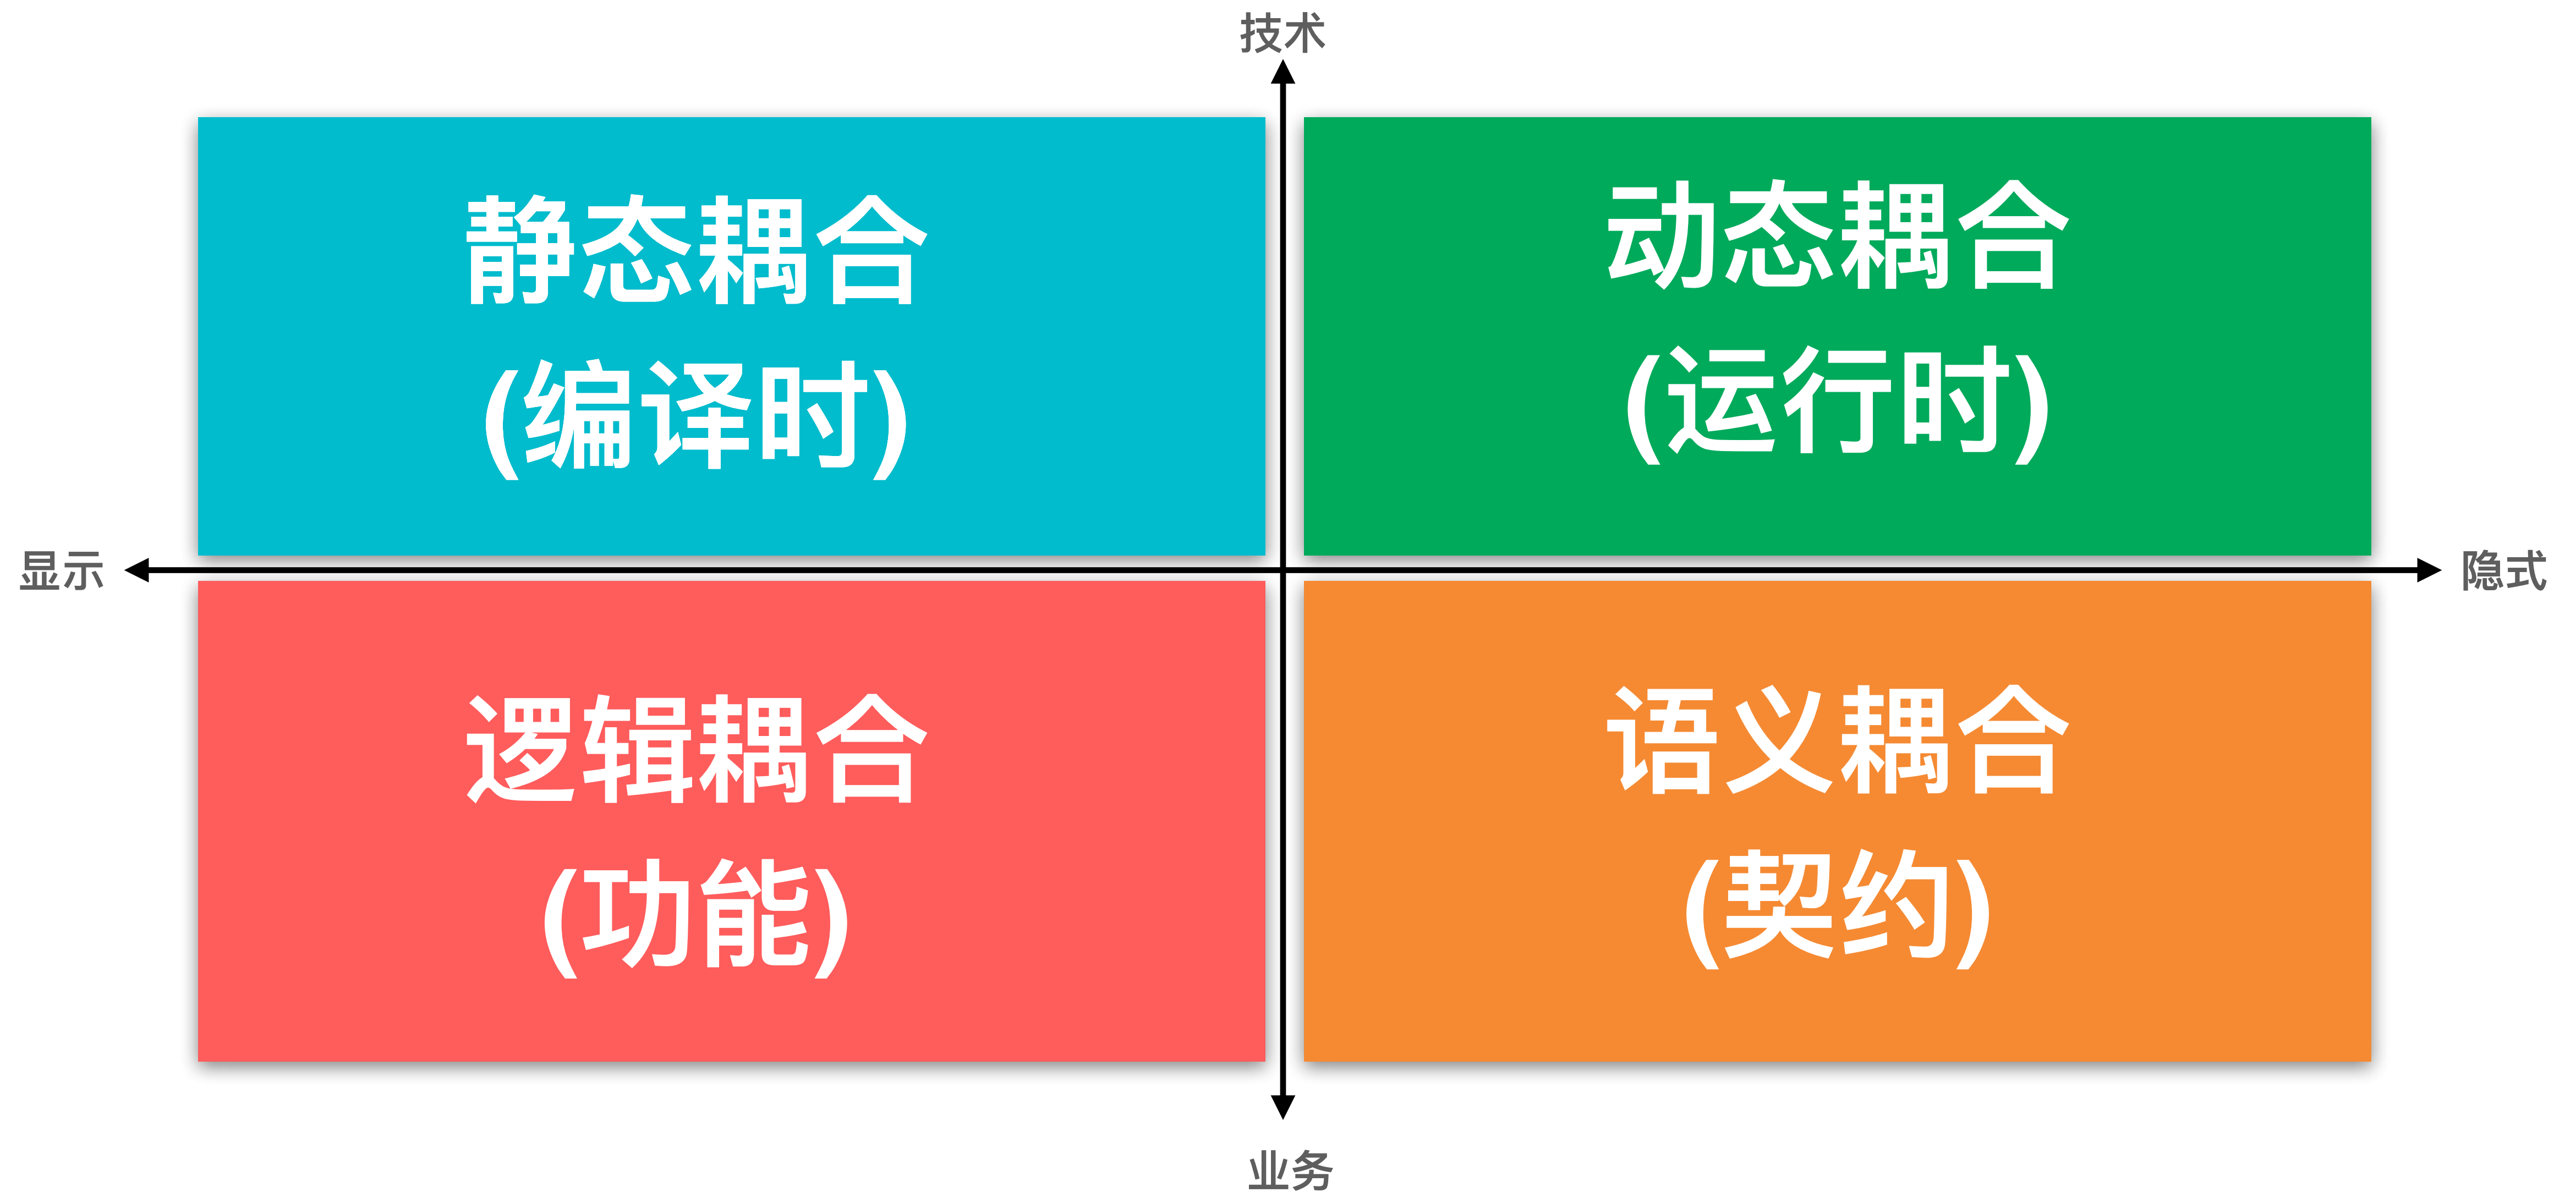 技术
静态耦合
(编译时)
动态耦合
(运行时)
显示
隐式
逻辑耦合
(功能)
语义耦合
(契约)
业务